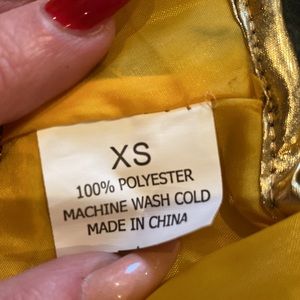 XS
100% POLYESTER
MACHINE WASH COLD
MADE IN CHINA